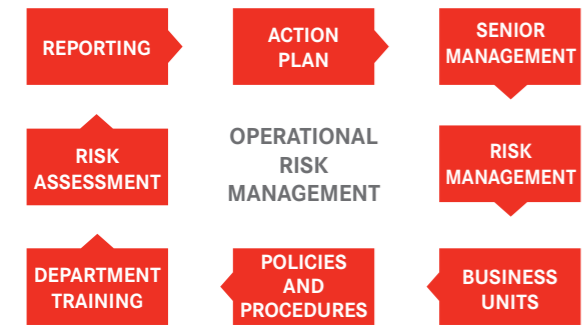 REPORTING
ACTION
PLAN
SENIOR
MANAGEMENT
RISK
ASSESSMENT
OPERATIONAL
RISK
MANAGEMENT
RISK
MANAGEMENT
DEPARTMENT
TRAINING
POLICIES
AND
PROCEDURES
BUSINESS
UNITS